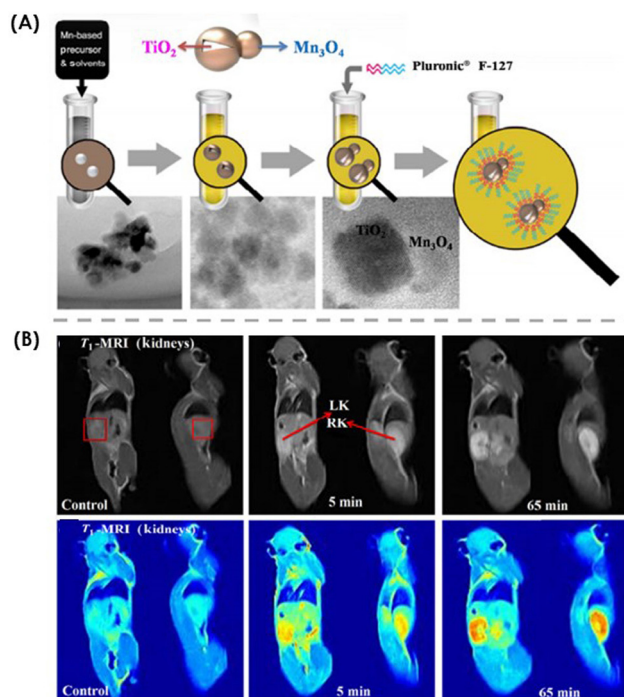 (A)
Mn-based
precursor
& solvents
TiO₂
Mn₃O₄
Pluronic® F-127
TiO₂
Mn₃O₄
(B)
T₁-MRI (kidneys)
LK
RK
Control
5 min
65 min
T₁-MRI (kidneys)
Control
5 min
65 min